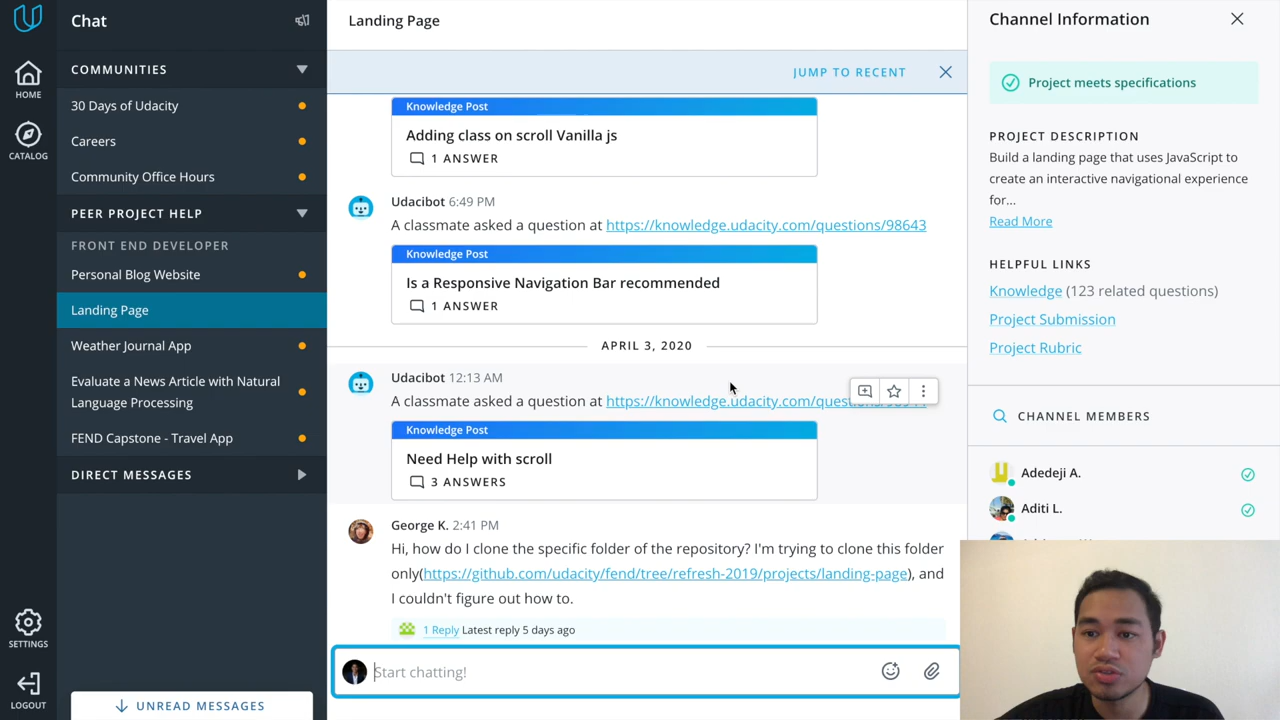 HOME
CATALOG
SETTINGS
LOGOUT
Chat
COMMUNITIES
30 Days of Udacity
Careers
Community Office Hours
PEER PROJECT HELP
FRONT END DEVELOPER
Personal Blog Website
Landing Page
Weather Journal App
Evaluate a News Article with Natural
Language Processing
FEND Capstone - Travel App
DIRECT MESSAGES
UNREAD MESSAGES
Landing Page
JUMP TO RECENT
Knowledge Post
Adding class on scroll Vanilla js
1 ANSWER
Udacibot 6:49 PM
A classmate asked a question at https://knowledge.udacity.com/questions/98643
Knowledge Post
Is a Responsive Navigation Bar recommended
1 ANSWER
APRIL 3, 2020
Udacibot 12:13 AM
A classmate asked a question at
Knowledge Post
Need Help with scroll
3 ANSWERS
George K. 2:41 PM
Hi, how do I clone the specific folder of the repository? I'm trying to clone this folder
only(https://github.com/udacity/fend/tree/refresh-2019/projects/landing-page), and
I couldn't figure out how to.
1 Reply Latest reply 5 days ago
Start chatting!
Channel Information
Project meets specifications
PROJECT DESCRIPTION
Build a landing page that uses JavaScript to
create an interactive navigational experience
for...
Read More
HELPFUL LINKS
Knowledge (123 related questions)
Project Submission
Project Rubric
CHANNEL MEMBERS
Adedeji A.
Aditi L.